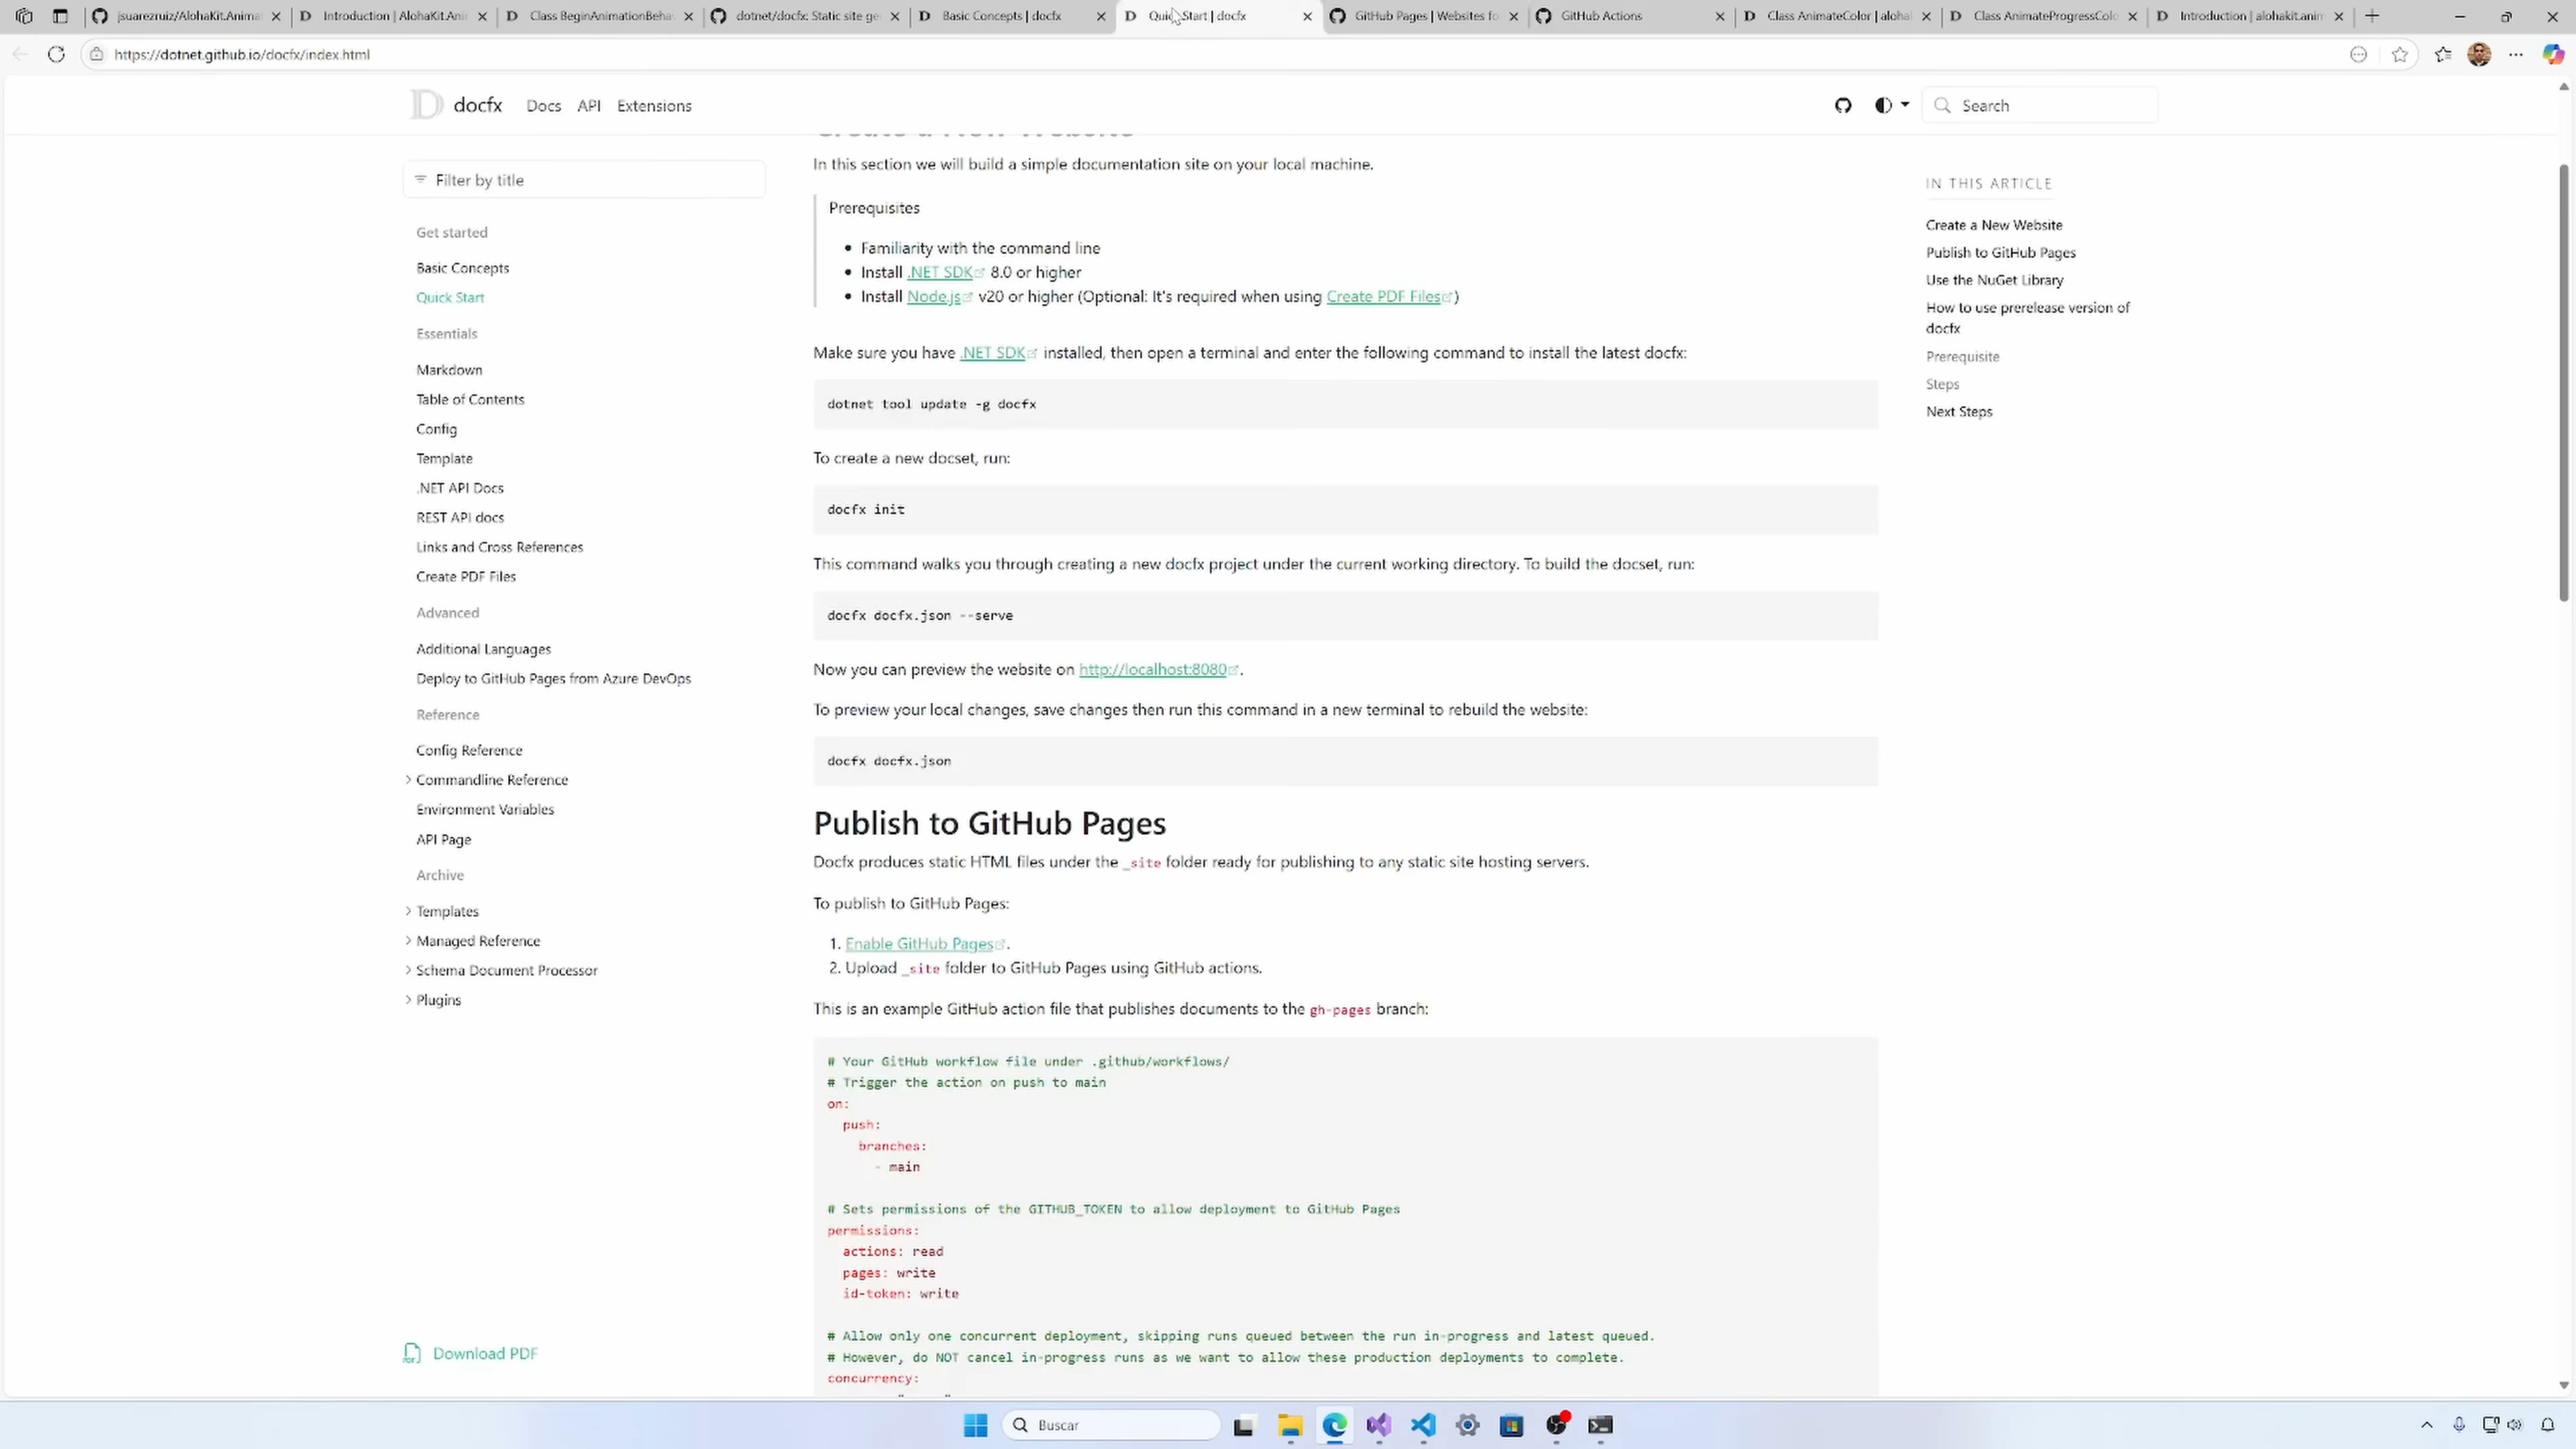 jsuarezruiz/AlohaKit.Animat
Introduction | AlohaKit.Anim
Class BeginAnimationBehav
dotnet/docfx: Static site ge
Basic Concepts | docfx
Quick Start | docfx
GitHub Pages | Websites fo
GitHub Actions
Class AnimateColor | alohak
Class AnimateProgressColo
Introduction | alohakit.anim
https://dotnet.github.io/docfx/index.html
docfx
Docs
API
Extensions
Search
Create a New Website
In this section we will build a simple documentation site on your local machine.
Filter by title
Get started
Basic Concepts
Quick Start
Essentials
Markdown
Table of Contents
Config
Template
.NET API Docs
REST API docs
Links and Cross References
Create PDF Files
Advanced
Additional Languages
Deploy to GitHub Pages from Azure DevOps
Reference
Config Reference
Commandline Reference
Environment Variables
API Page
Archive
Templates
Managed Reference
Schema Document Processor
Plugins
Download PDF
Prerequisites
• Familiarity with the command line
• Install .NET SDK 8.0 or higher
• Install Node.js v20 or higher (Optional: It's required when using Create PDF Files)
Make sure you have .NET SDK installed, then open a terminal and enter the following command to install the latest docfx:
dotnet tool update -g docfx
To create a new docset, run:
docfx init
This command walks you through creating a new docfx project under the current working directory. To build the docset, run:
docfx docfx.json --serve
Now you can preview the website on http://localhost:8080.
To preview your local changes, save changes then run this command in a new terminal to rebuild the website:
docfx docfx.json
Publish to GitHub Pages
Docfx produces static HTML files under the _site folder ready for publishing to any static site hosting servers.
To publish to GitHub Pages:
1. Enable GitHub Pages.
2. Upload _site folder to GitHub Pages using GitHub actions.
This is an example GitHub action file that publishes documents to the gh-pages branch:
# Your GitHub workflow file under .github/workflows/
# Trigger the action on push to main
on:
push:
branches:
- main
# Sets permissions of the GITHUB_TOKEN to allow deployment to GitHub Pages
permissions:
actions: read
pages: write
id-token: write
# Allow only one concurrent deployment, skipping runs queued between the run in-progress and latest queued.
# However, do NOT cancel in-progress runs as we want to allow these production deployments to complete.
concurrency:
IN THIS ARTICLE
Create a New Website
Publish to GitHub Pages
Use the NuGet Library
How to use prerelease version of
docfx
Prerequisite
Steps
Next Steps
Buscar